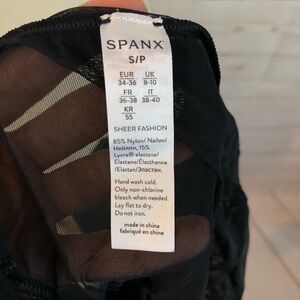 SPANX
S/P
EUR UK
34-36 8-10
FR IT
36-38 38-40
KR
55
SHEER FASHION
85% Nylon/ Nailon/
Нейлон, 15%
Lycra® elastane/
Elastano/Élasthanne
/Elastan/Эластан.
Hand wash cold.
Only non-chlorine
bleach when needed.
Lay flat to dry.
Do not iron.
made in china
fabriqué en china